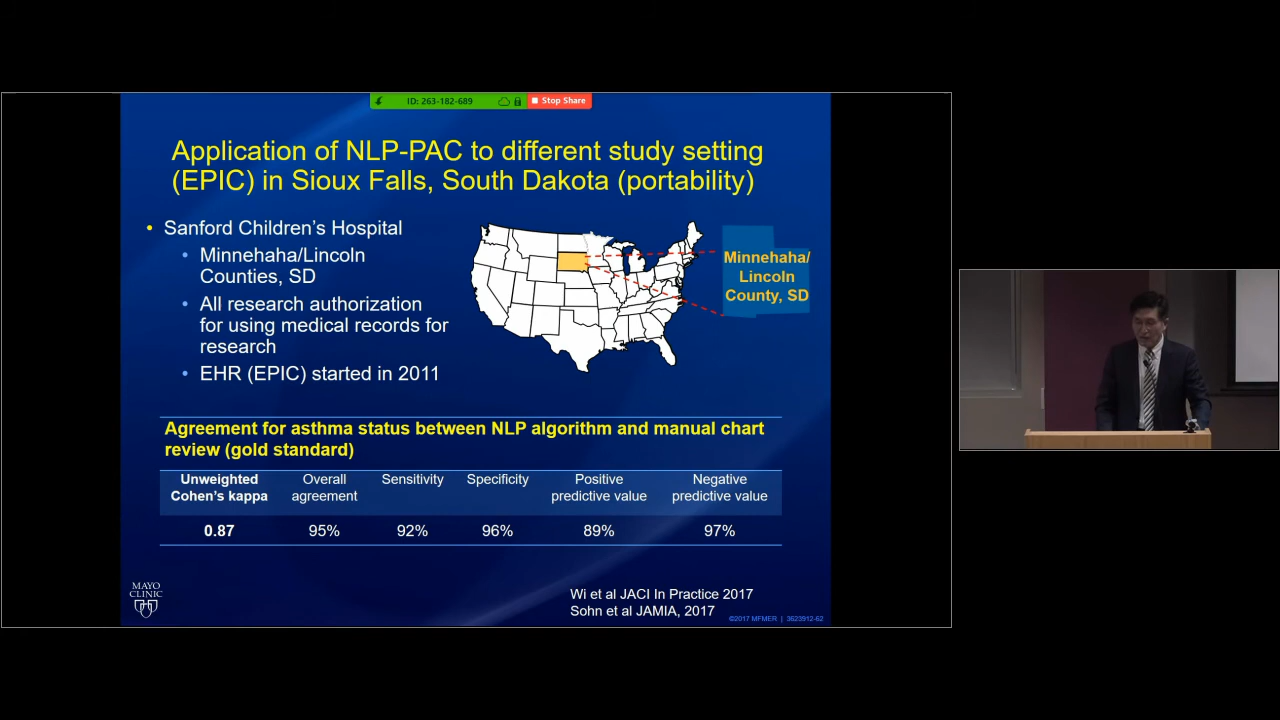 ID: 263-182-689
Stop Share
Application of NLP-PAC to different study setting
(EPIC) in Sioux Falls, South Dakota (portability)
• Sanford Children's Hospital
• Minnehaha/Lincoln
Counties, SD
• All research authorization
for using medical records for
research
• EHR (EPIC) started in 2011
Minnehaha/
Lincoln
County, SD
Agreement for asthma status between NLP algorithm and manual chart
review (gold standard)
Unweighted Cohen's kappa
Overall agreement
Sensitivity
Specificity
Positive predictive value
Negative predictive value
0.87 95% 92% 96% 89% 97%
MAYO
CLINIC
Wi et al JACI In Practice 2017
Sohn et al JAMIA, 2017
©2017 MFMER | 3623912-62